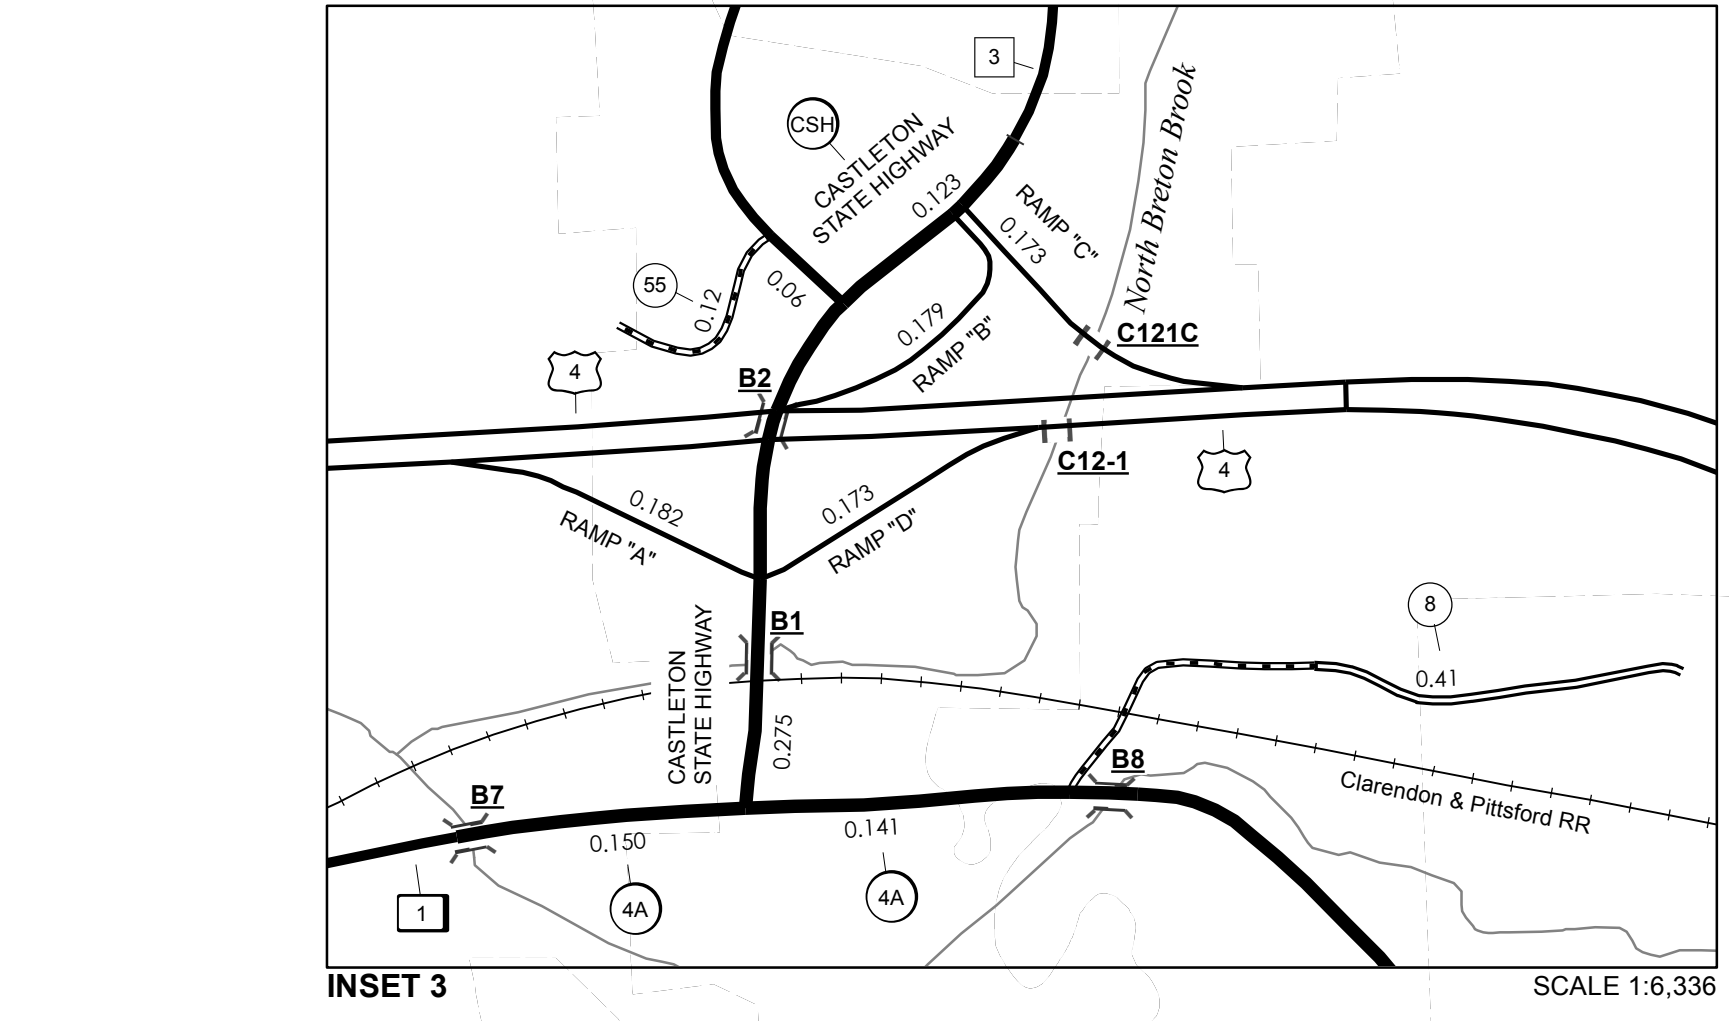 3
CSH
CASTLETON
STATE HIGHWAY
0.123
RAMP "C"
0.173
North Breton Brook
55
0.12
0.06
0.179
RAMP "B"
C121C
4
B2
C12-1
4
0.182
RAMP "A"
0.173
RAMP "D"
8
0.41
B1
CASTLETON
STATE HIGHWAY
0.275
B8
Clarendon & Pittsford RR
B7
0.150
0.141
1
4A
4A
INSET 3
SCALE 1:6,336